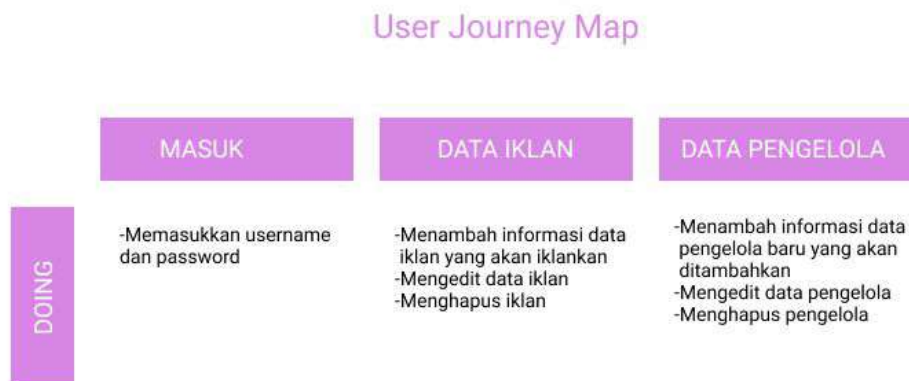 User Journey Map
MASUK
DATA IKLAN
DATA PENGELOLA
DOING
-Memasukkan username
dan password
-Menambah informasi data
iklan yang akan iklankan
-Mengedit data iklan
-Menghapus iklan
-Menambah informasi data
pengelola baru yang akan
ditambahkan
-Mengedit data pengelola
-Menghapus pengelola